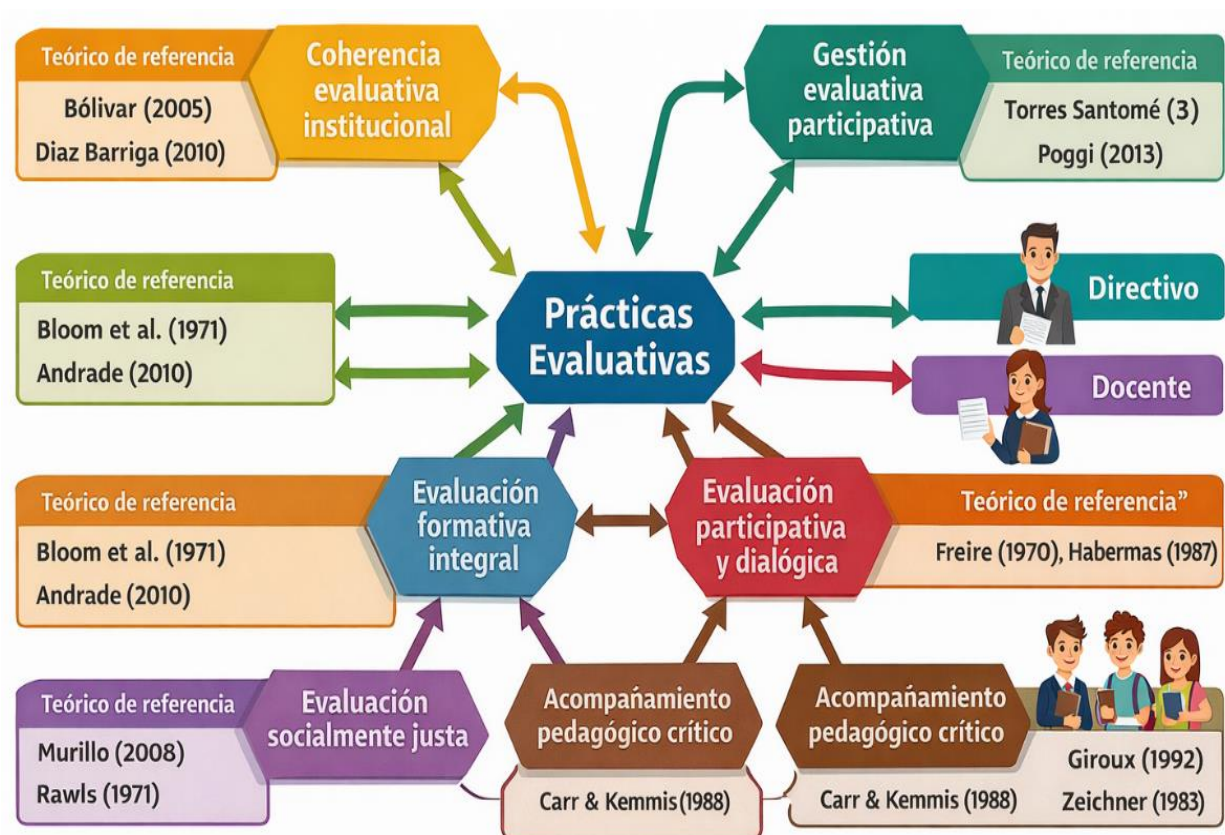 Teórico de referencia
Bólivar (2005)
Diaz Barriga (2010)
Coherencia
evaluativa
institucional
Gestión
evaluativa
participativa
Teórico de referencia
Torres Santomé (3)
Poggi (2013)
Teórico de referencia
Bloom et al. (1971)
Andrade (2010)
Prácticas
Evaluativas
Directivo
Docente
Teórico de referencia
Bloom et al. (1971)
Andrade (2010)
Evaluación
formativa
integral
Evaluación
participativa
y dialógica
Teórico de referencia”
Freire (1970), Habermas (1987)
Teórico de referencia
Murillo (2008)
Rawls (1971)
Evaluación
socialmente justa
Acompañamiento
pedagógico crítico
Carr & Kemmis (1988)
Acompañamiento
pedagógico crítico
Carr & Kemmis (1988)
Giroux (1992)
Zeichner (1983)